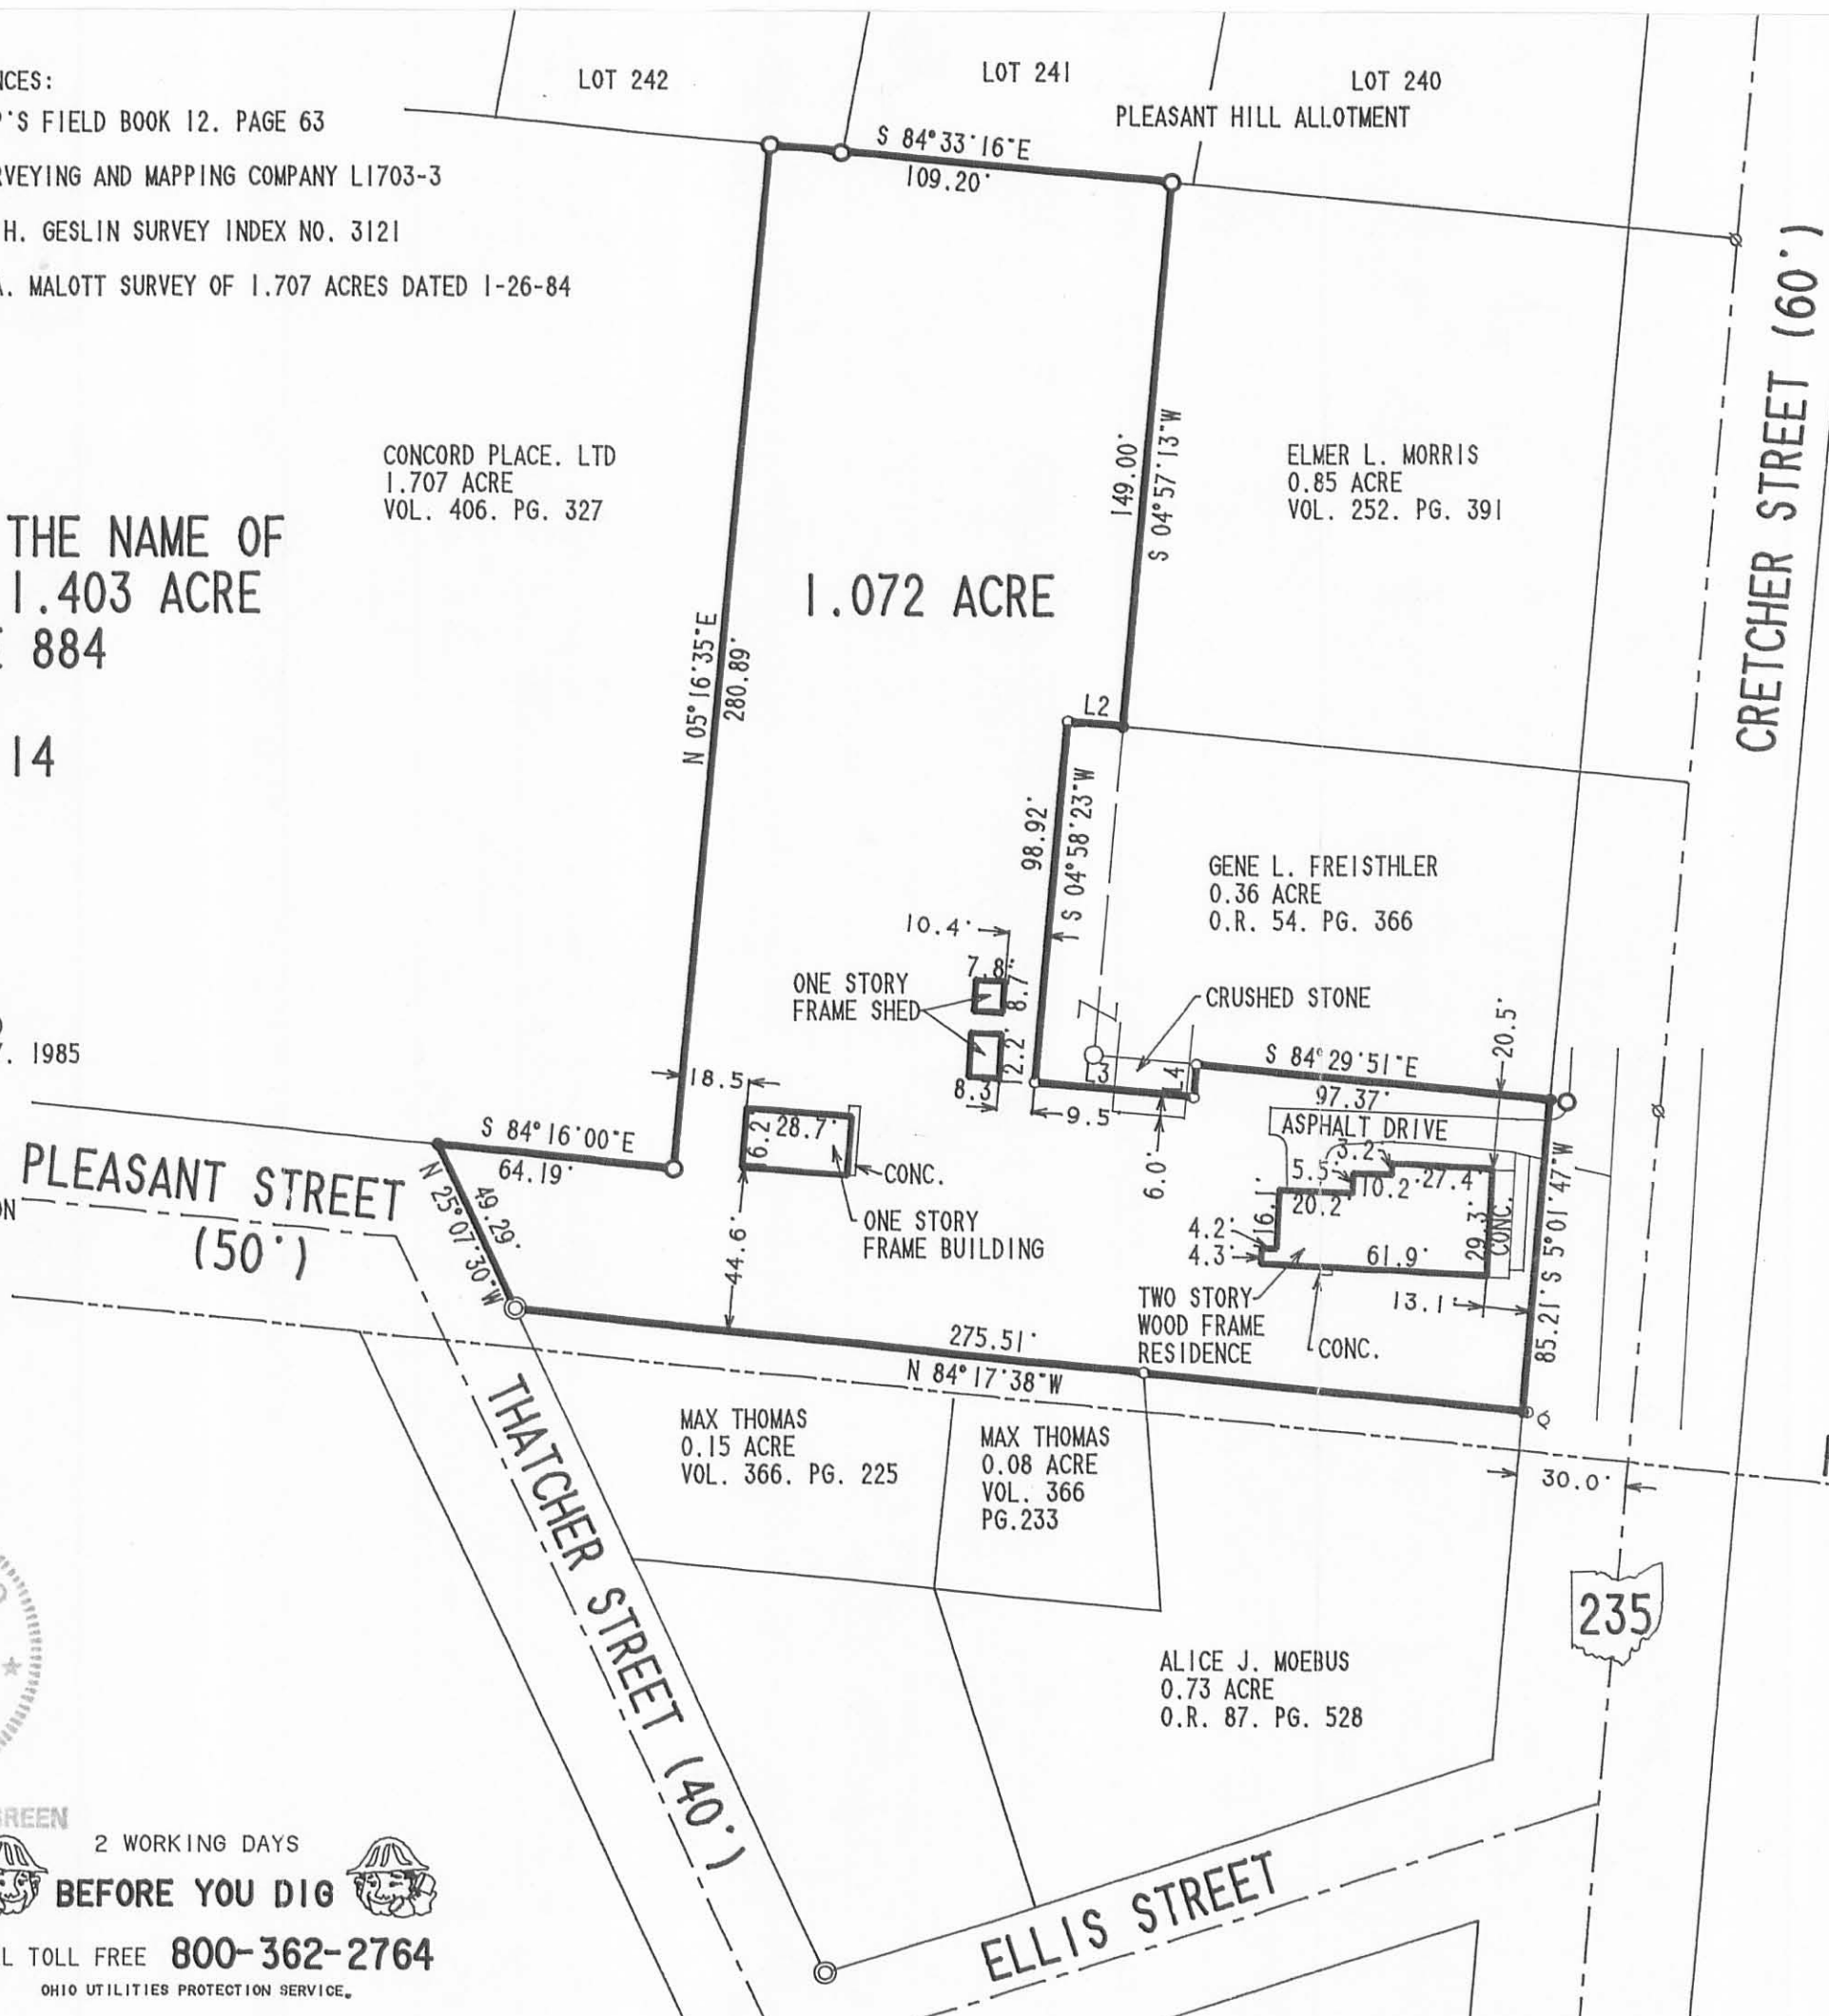 LOT 242
LOT 241
LOT 240
PLEASANT HILL ALLOTMENT
NCES:
P'S FIELD BOOK 12. PAGE 63
RVEYING AND MAPPING COMPANY L1703-3
H. GESLIN SURVEY INDEX NO. 3121
A. MALOTT SURVEY OF 1.707 ACRES DATED 1-26-84
S 84°33'16"E
109.20'
CRETCHER STREET (60')
CONCORD PLACE. LTD
1.707 ACRE
VOL. 406. PG. 327
149.00'
S 04°57'13"W
ELMER L. MORRIS
0.85 ACRE
VOL. 252. PG. 391
THE NAME OF
1.403 ACRE
E 884
14
1.072 ACRE
N 05°16'35"E
280.89'
L2
98.92'
S 04°58'23"W
GENE L. FREISTHLER
0.36 ACRE
O.R. 54. PG. 366
10.4'
7.8'
8.7'
ONE STORY
FRAME SHED
12.2'
8.3'
CRUSHED STONE
20.5'
. 1985
L3
L4
S 84°29'51"E
97.37'
18.5'
9.5'
6.0'
ASPHALT DRIVE
S 84°16'00"E
64.19'
16.2'
28.7'
CONC.
3.2'
5.5'
10.2'
27.4'
20.2'
16.1'
4.2'
4.3'
29.3'
CONC.
61.9'
13.1'
85.21'
S 5°01'47"W
PLEASANT STREET
(50')
ON
N 25°07'30"W
49.29'
44.6'
ONE STORY
FRAME BUILDING
TWO STORY
WOOD FRAME
RESIDENCE
CONC.
275.51'
N 84°17'38"W
MAX THOMAS
0.15 ACRE
VOL. 366. PG. 225
MAX THOMAS
0.08 ACRE
VOL. 366
PG.233
30.0'
THATCHER STREET (40')
235
ALICE J. MOEBUS
0.73 ACRE
O.R. 87. PG. 528
ELLIS STREET
GREEN
2 WORKING DAYS
BEFORE YOU DIG
L TOLL FREE 800-362-2764
OHIO UTILITIES PROTECTION SERVICE.